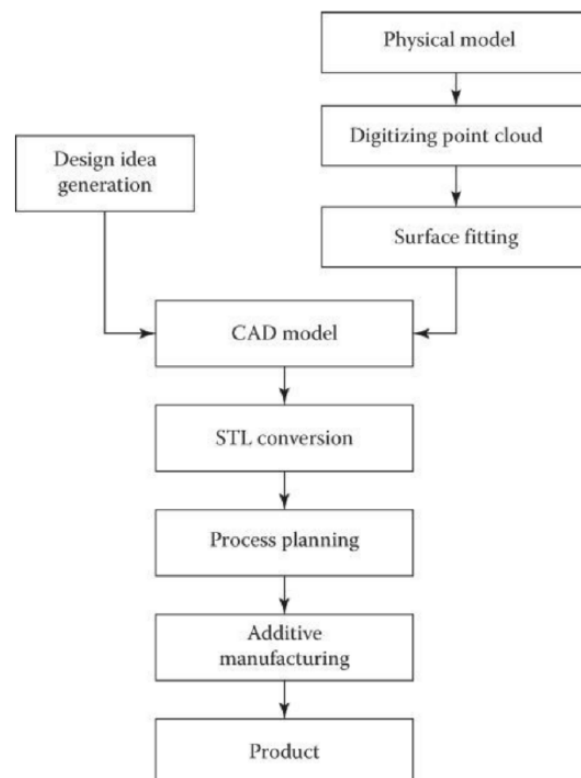 Physical model
Digitizing point cloud
Design idea
generation
Surface fitting
CAD model
STL conversion
Process planning
Additive
manufacturing
Product